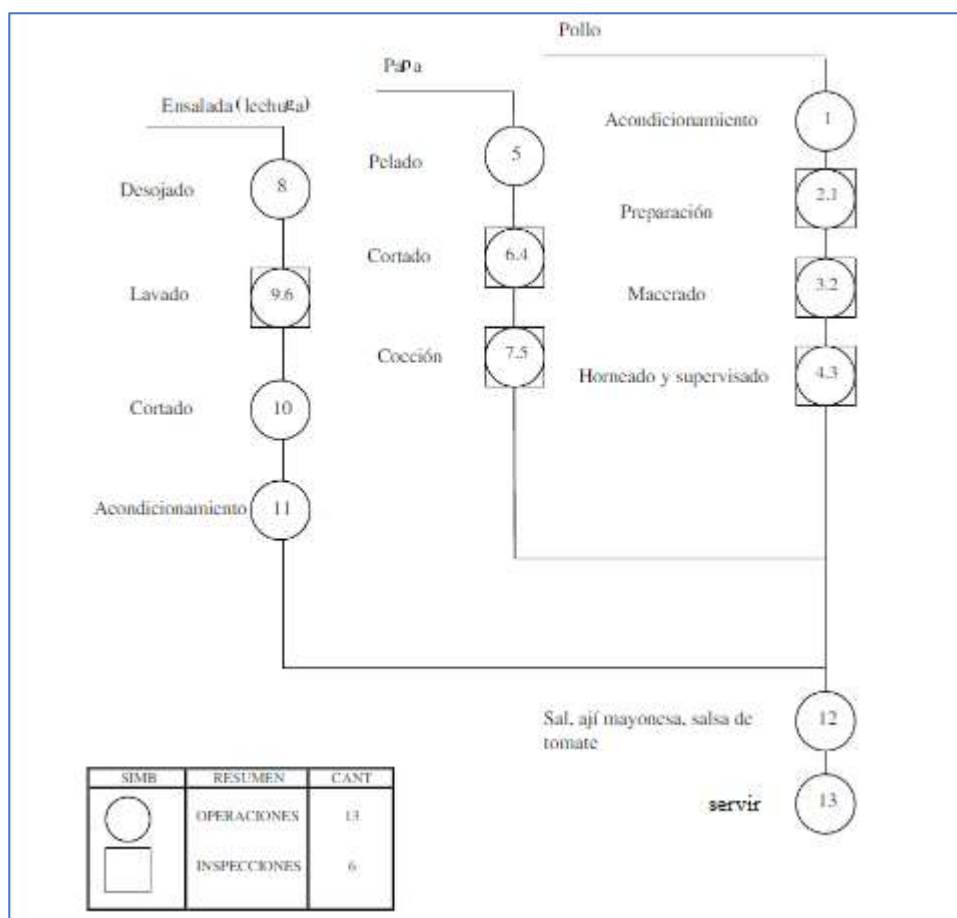 Pollo
Papa
Ensalada (lechuga)
Acondicionamiento 1
Pelado 5
Desojado 8
Preparación 2.1
Cortado 6.4
Lavado 9.6
Macerado 3.2
Cocción 7.5
Horneado y supervisado 4.3
Cortado 10
Acondicionamiento 11
Sal, ají mayonesa, salsa de 12
tomate
servir 13
SIMB RESUMEN CANT
OPERACIONES 13
INSPECCIONES 6